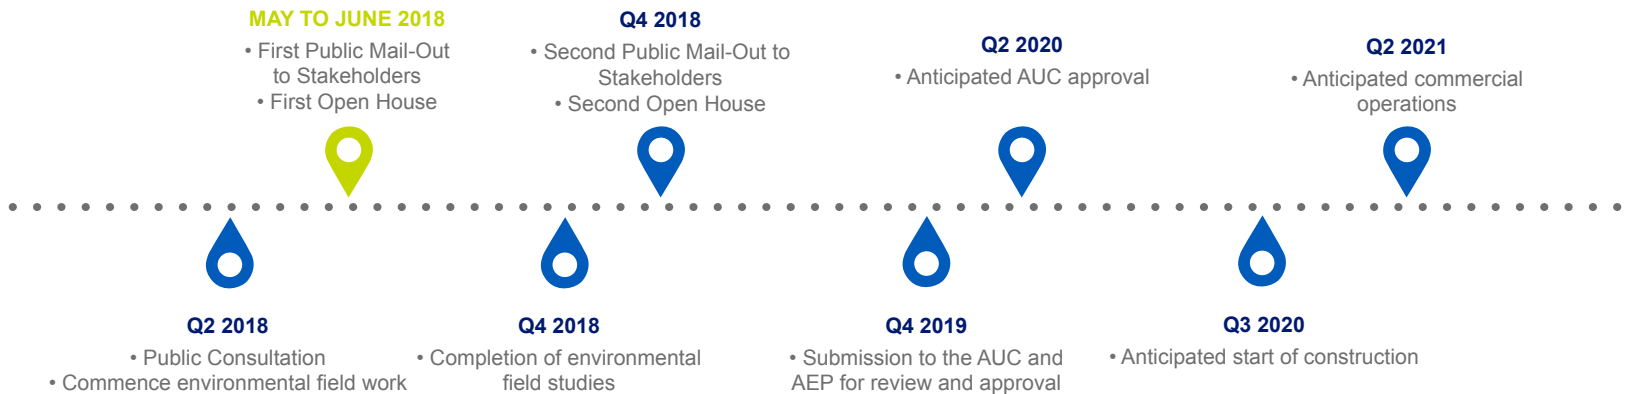 MAY TO JUNE 2018
• First Public Mail-Out
to Stakeholders
• First Open House
Q4 2018
• Second Public Mail-Out to
Stakeholders
• Second Open House
Q2 2020
• Anticipated AUC approval
Q2 2021
• Anticipated commercial
operations
Q2 2018
• Public Consultation
• Commence environmental field work
Q4 2018
• Completion of environmental
field studies
Q4 2019
• Submission to the AUC and
AEP for review and approval
Q3 2020
• Anticipated start of construction